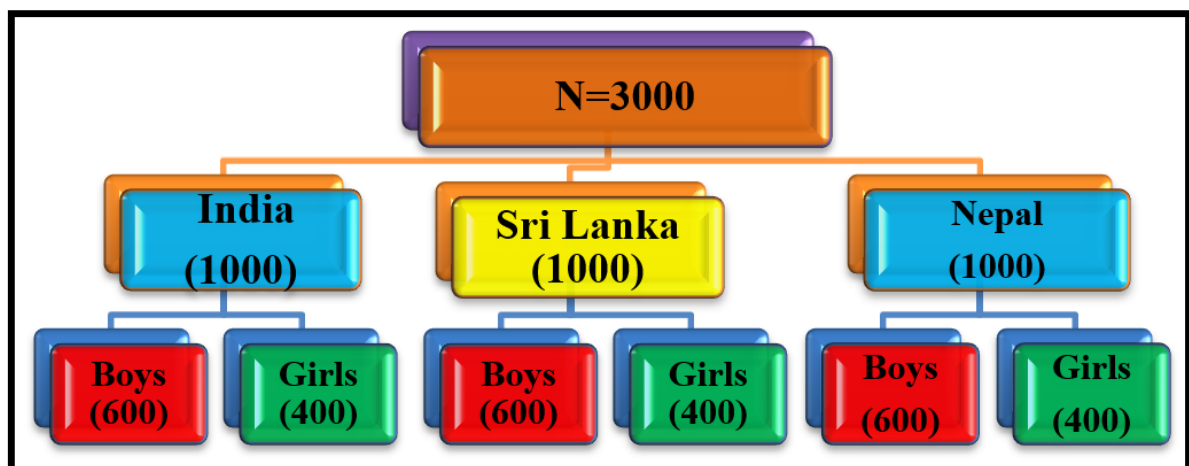 N=3000
India
(1000)
Sri Lanka
(1000)
Nepal
(1000)
Boys
(600)
Girls
(400)
Boys
(600)
Girls
(400)
Boys
(600)
Girls
(400)